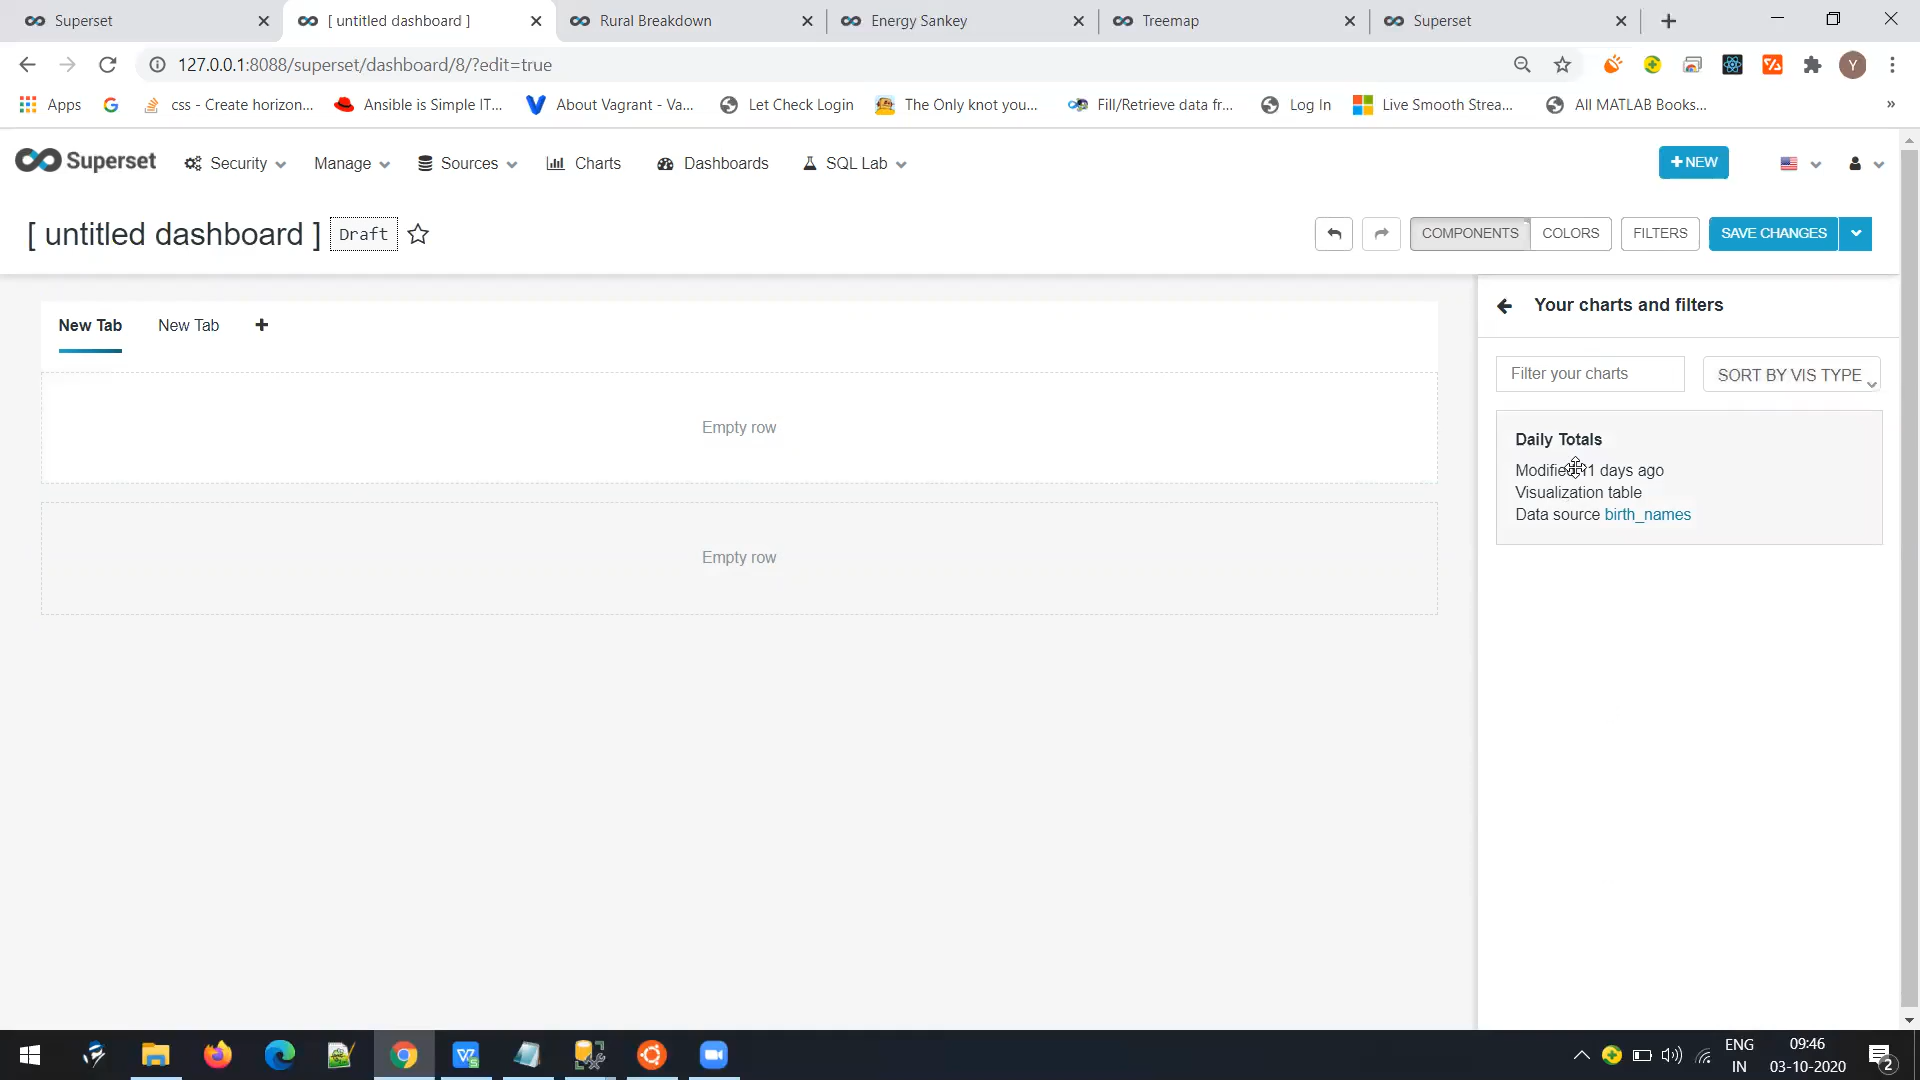 Superset
[ untitled dashboard ]
Rural Breakdown
Energy Sankey
Treemap
Superset
127.0.0.1:8088/superset/dashboard/8/?edit=true
Y
Apps
css - Create horizon...
Ansible is Simple IT...
About Vagrant - Va...
Let Check Login
The Only knot you...
Fill/Retrieve data fr...
Log In
Live Smooth Strea...
All MATLAB Books...
»
Superset
Security
Manage
Sources
Charts
Dashboards
SQL Lab
+ NEW
[ untitled dashboard ]
Draft
COMPONENTS
COLORS
FILTERS
SAVE CHANGES
New Tab
New Tab
Empty row
Empty row
Your charts and filters
Filter your charts
SORT BY VIS TYPE
Daily Totals
Modified 1 days ago
Visualization table
Data source birth_names
ENG
IN
09:46
03-10-2020
2